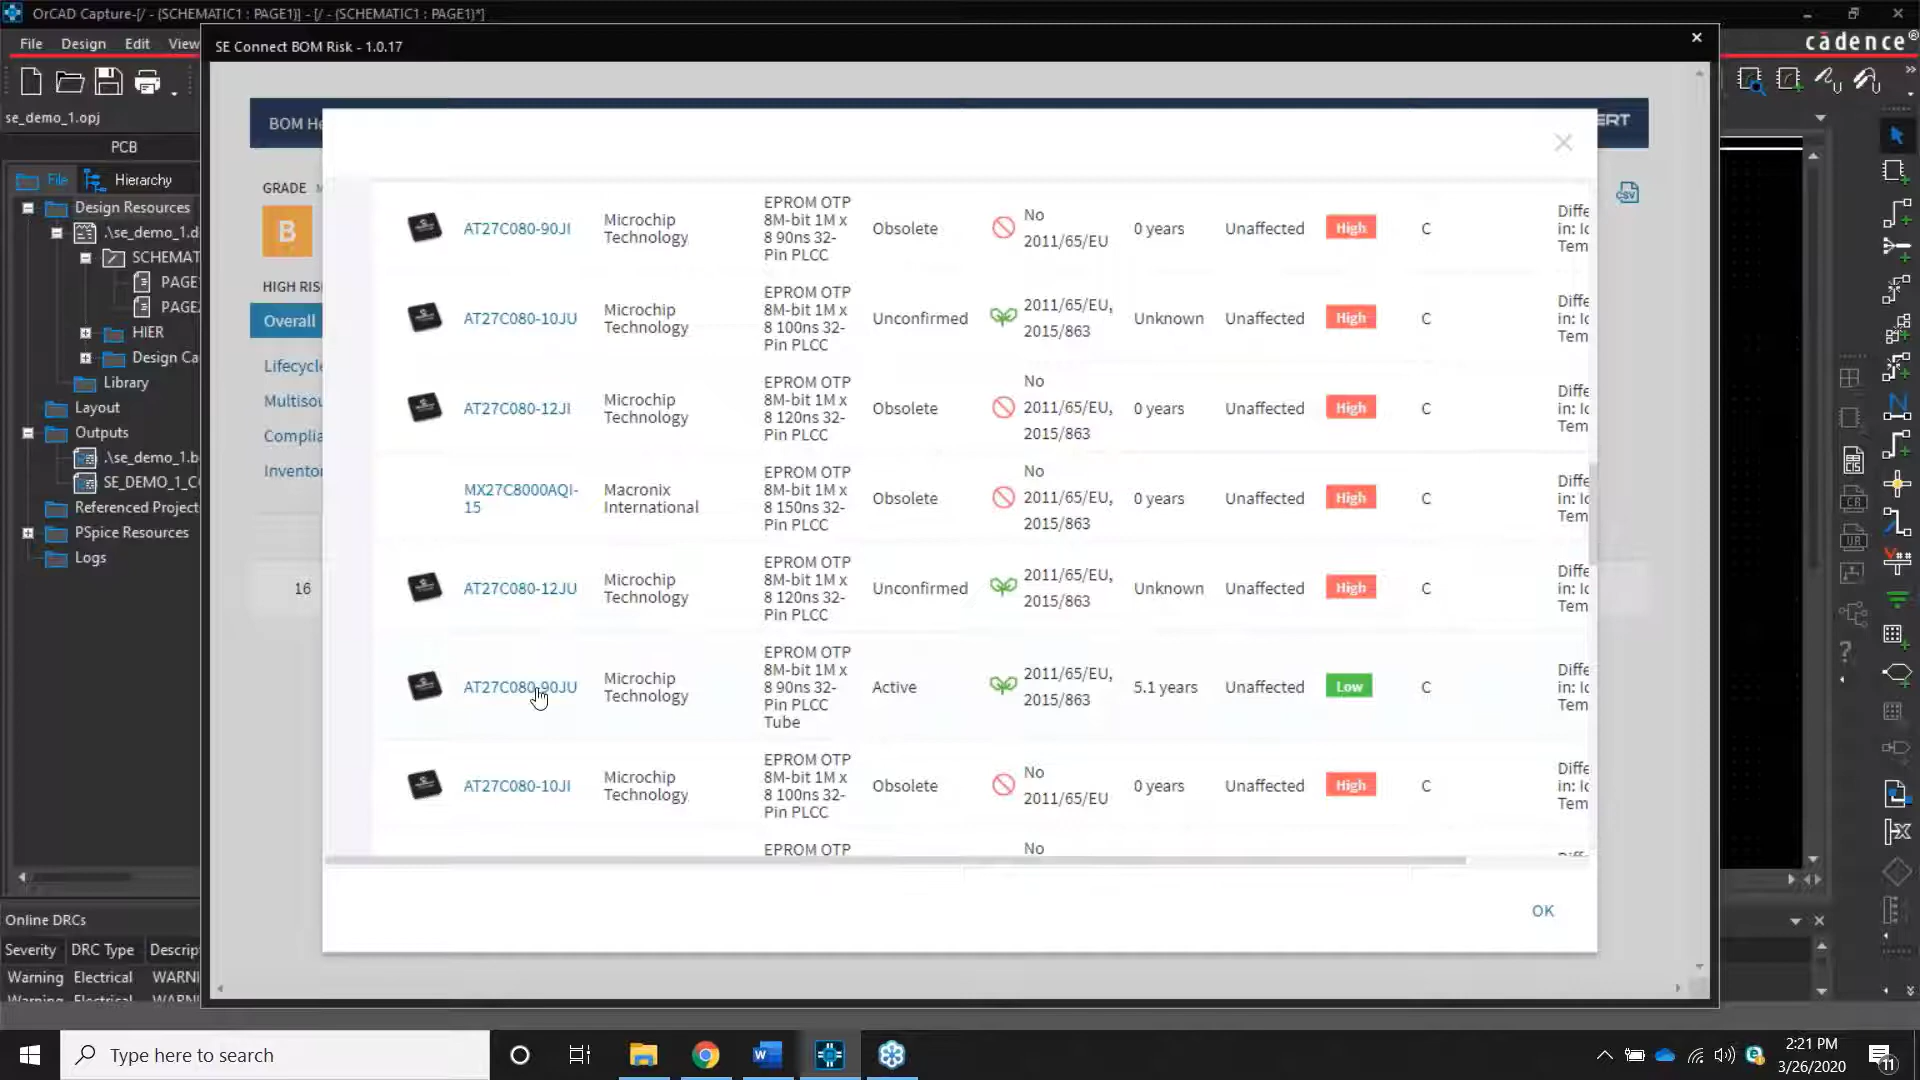 OrCAD Capture-[/ - (SCHEMATIC1 : PAGE1)] - [/ - (SCHEMATIC1 : PAGE1)*]
File Design Edit View
SE Connect BOM Risk - 1.0.17
cādence®
se_demo_1.opj
PCB
File Hierarchy
Design Resources
.\se_demo_1.d
SCHEMAT
PAGE
PAGE
HIER
Design Ca
Library
Layout
Outputs
.\se_demo_1.b
SE_DEMO_1_C
Referenced Project
PSpice Resources
Logs
BOM He
ERT
GRADE
B
HIGH RIS
Overall
Lifecycle
Multisou
Complia
Inventor
16
CSV
AT27C080-90JI
Microchip
Technology
EPROM OTP
8M-bit 1M x
8 90ns 32-
Pin PLCC
Obsolete
No
2011/65/EU
0 years
Unaffected
High
C
Diffe
in: Ic
Tem
AT27C080-10JU
Microchip
Technology
EPROM OTP
8M-bit 1M x
8 100ns 32-
Pin PLCC
Unconfirmed
2011/65/EU,
2015/863
Unknown
Unaffected
High
C
Diffe
in: Ic
Tem
AT27C080-12JI
Microchip
Technology
EPROM OTP
8M-bit 1M x
8 120ns 32-
Pin PLCC
Obsolete
No
2011/65/EU,
2015/863
0 years
Unaffected
High
C
Diffe
in: Ic
Tem
MX27C8000AQI-
15
Macronix
International
EPROM OTP
8M-bit 1M x
8 150ns 32-
Pin PLCC
Obsolete
No
2011/65/EU,
2015/863
0 years
Unaffected
High
C
Diffe
in: Ic
Tem
AT27C080-12JU
Microchip
Technology
EPROM OTP
8M-bit 1M x
8 120ns 32-
Pin PLCC
Unconfirmed
2011/65/EU,
2015/863
Unknown
Unaffected
High
C
Diffe
in: Ic
Tem
AT27C080-90JU
Microchip
Technology
EPROM OTP
8M-bit 1M x
8 90ns 32-
Pin PLCC
Tube
Active
2011/65/EU,
2015/863
5.1 years
Unaffected
Low
C
Diffe
in: Ic
Tem
AT27C080-10JI
Microchip
Technology
EPROM OTP
8M-bit 1M x
8 100ns 32-
Pin PLCC
Obsolete
No
2011/65/EU
0 years
Unaffected
High
C
Diffe
in: Ic
Tem
EPROM OTP
No
OK
Online DRCs
Severity DRC Type Descrip
Warning Electrical WARNI
Warning Electrical WARNI
Type here to search
2:21 PM
3/26/2020
11